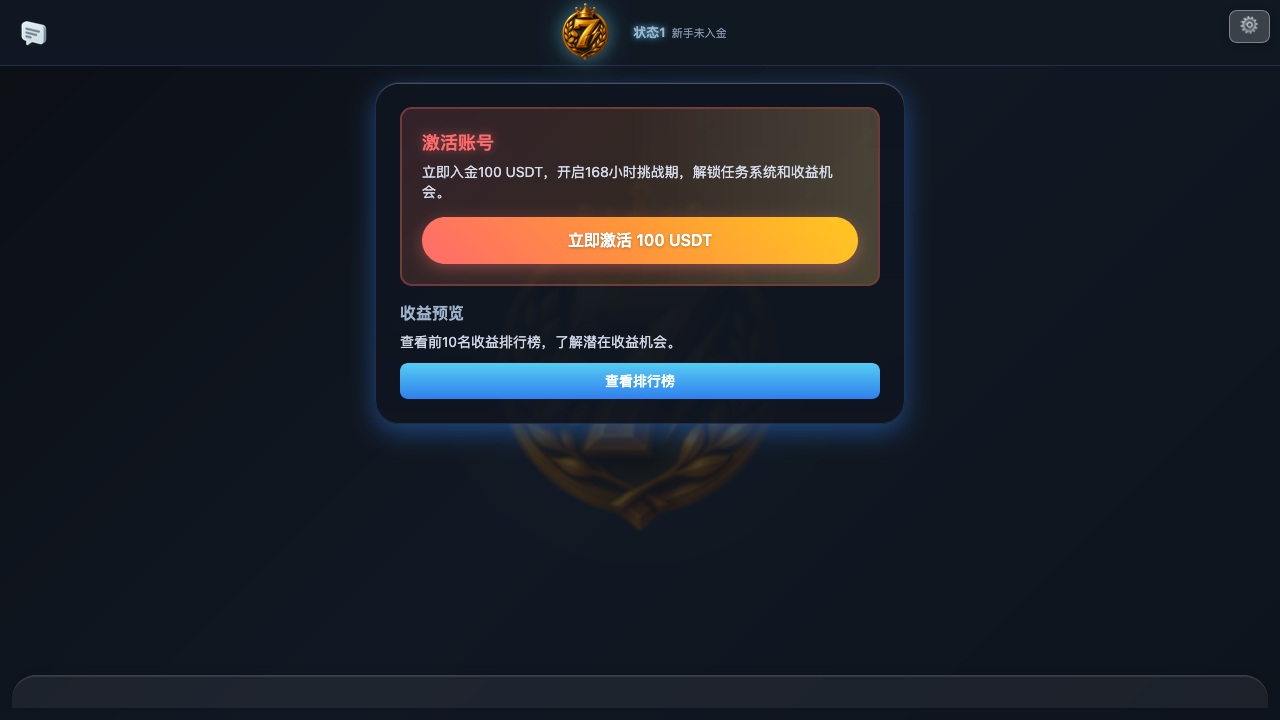 7
状态1 新手未入金
激活账号
立即入金100 USDT，开启168小时挑战期，解锁任务系统和收益机
会。
立即激活 100 USDT
收益预览
查看前10名收益排行榜，了解潜在收益机会。
查看排行榜